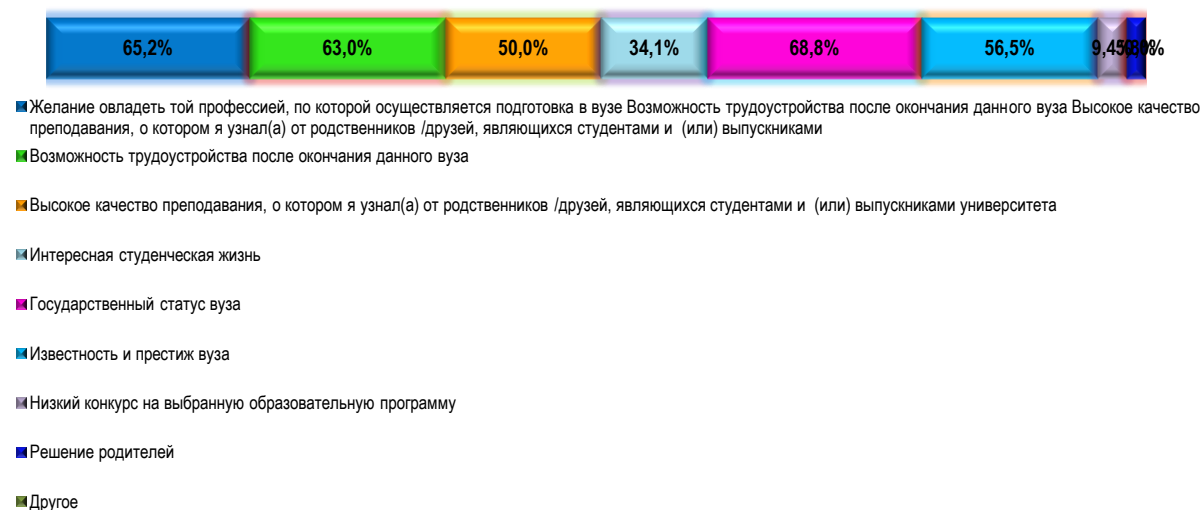 65,2% 63,0% 50,0% 34,1% 68,8% 56,5%
Желание овладеть той профессией, по которой осуществляется подготовка в вузе Возможность трудоустройства после окончания данного вуза Высокое качество
преподавания, о котором я узнал(а) от родственников /друзей, являющихся студентами и (или) выпускниками
Возможность трудоустройства после окончания данного вуза
Высокое качество преподавания, о котором я узнал(а) от родственников /друзей, являющихся студентами и (или) выпускниками университета
Интересная студенческая жизнь
Государственный статус вуза
Известность и престиж вуза
Низкий конкурс на выбранную образовательную программу
Решение родителей
Другое